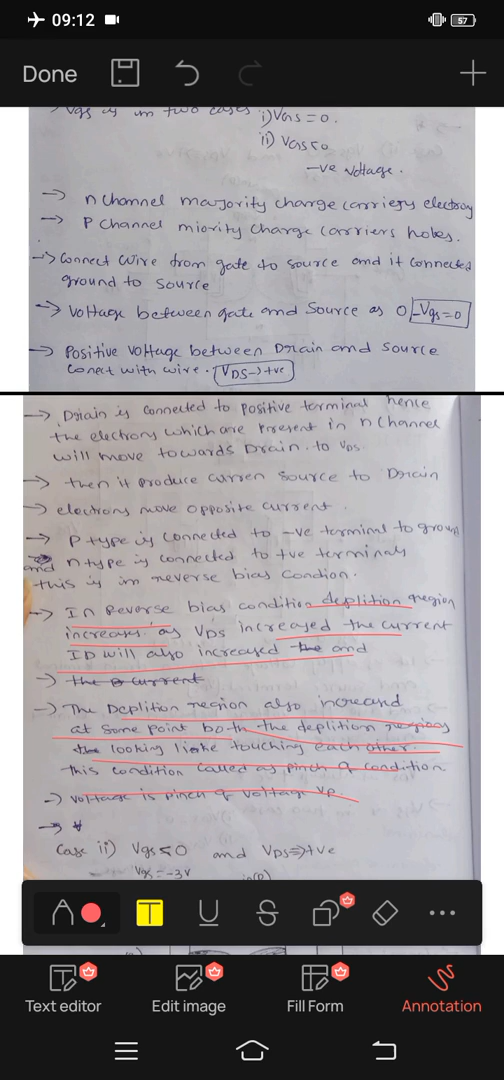 09:12
57
Done
Vgs is in two cases i) VGS = 0.
ii) VGS<0
-ve voltage.
→ n channel majority charge carriers electrons
→ P channel miority charge carriers holes.
→ Connect wire from gate to source and it connected
ground to source
→ Voltage between gate and source as 0 -Vgs=0
→ Positive voltage between Drain and source
conect with wire. VDS→+ve
→ Drain is connected to positive terminal hence
the electrons which are present in n channel
will move towards Drain. to VDS
→ then it produce curren source to Drain
→ electrons move opposite current.
→ P type is connected to -ve terminal to groun
and n type is connected to +ve terminals
this is in reverse bias condion.
→ In Reverse bias condition deplition region
increases. as VDS increased the current
ID will also increased the and
→ the current
→ The Deplition region also increand
at some point both the deplition regions
the looking like touching each other.
this condition called as pinch of condition
→ voltage is pinch of voltage Vp.
→
Case ii) Vgs<0 and VDS⇒+ve
Vgs = -3V
Text editor
Edit image
Fill Form
Annotation